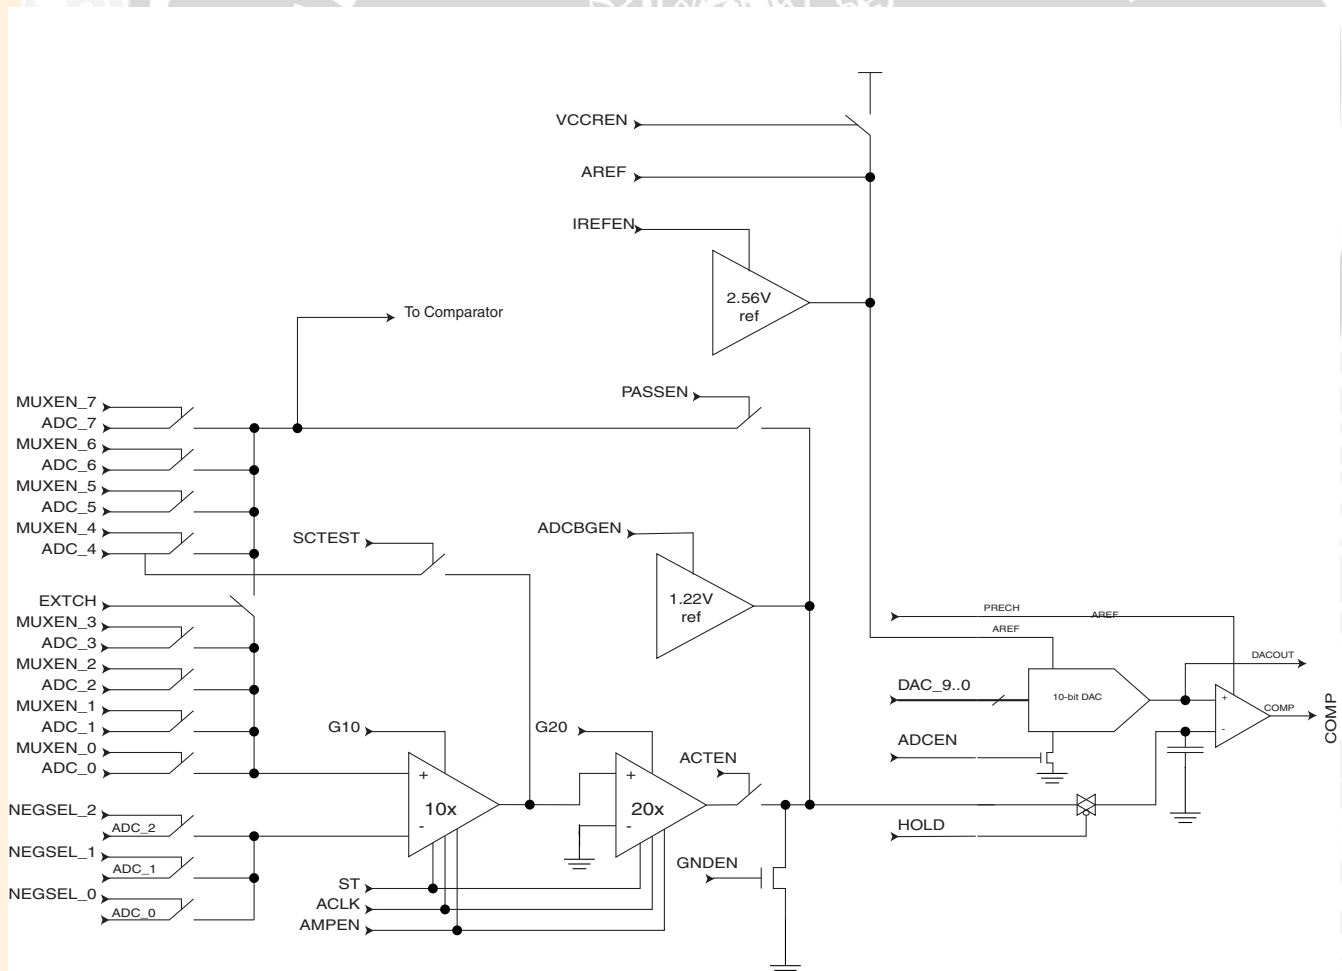 VCCREN
AREF
IREFEN
2.56V
ref
To Comparator
PASSEN
MUXEN_7
ADC_7
MUXEN_6
ADC_6
MUXEN_5
ADC_5
MUXEN_4
ADC_4
SCTEST
ADCBGEN
1.22V
ref
EXTCH
MUXEN_3
ADC_3
MUXEN_2
ADC_2
MUXEN_1
ADC_1
MUXEN_0
ADC_0
PRECH
AREF
AREF
DACOUT
DAC_9..0
10-bit DAC
+
-
COMP
COMP
ADCEN
G10
G20
ACTEN
+
10x
-
+
20x
-
HOLD
NEGSEL_2
ADC_2
NEGSEL_1
ADC_1
NEGSEL_0
ADC_0
GNDEN
ST
ACLK
AMPEN